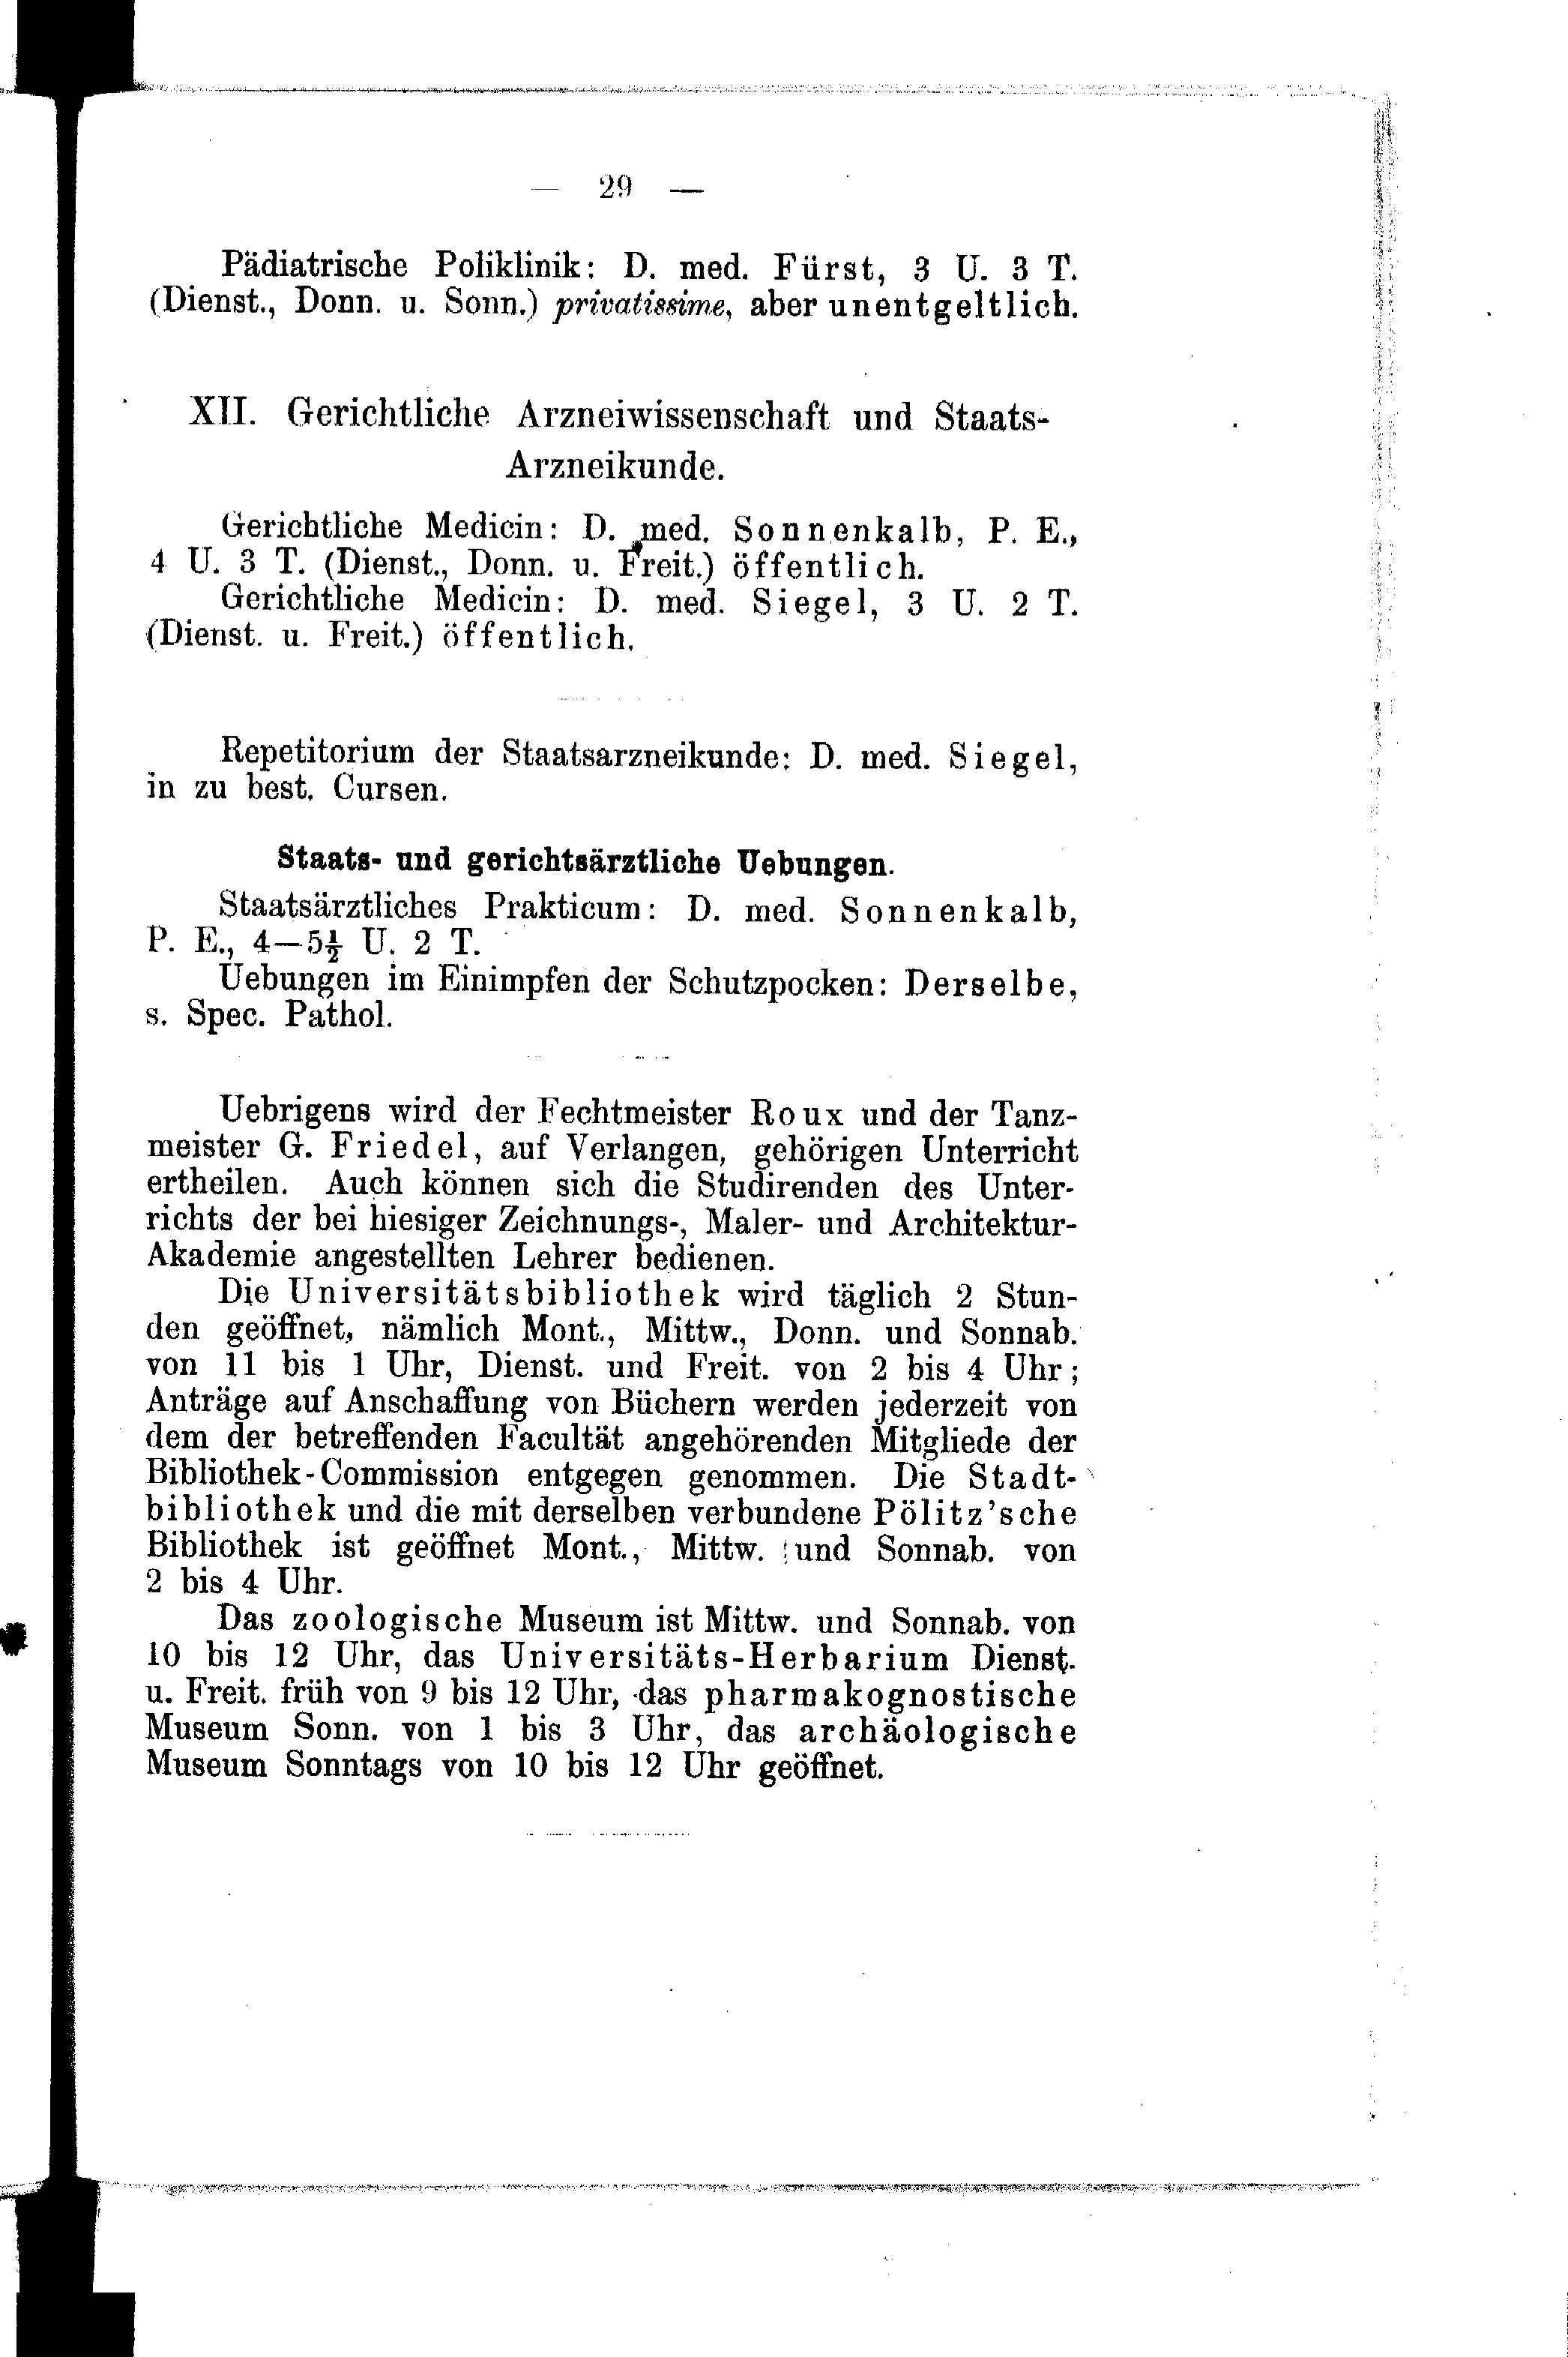 — 29 —
Pädiatrische Poliklinik: D. med. Fürst, 3 U. 3 T.
(Dienst., Donn. u. Sonn.) privatissime, aber unentgeltlich.
XII. Gerichtliche Arzneiwissenschaft und Staats-
Arzneikunde.
Gerichtliche Medicin: D. med. Sonnenkalb, P. E.,
4 U. 3 T. (Dienst., Donn. u. Freit.) öffentlich.
Gerichtliche Medicin: D. med. Siegel, 3 U. 2 T.
(Dienst. u. Freit.) öffentlich.
Repetitorium der Staatsarzneikunde: D. med. Siegel,
in zu best. Cursen.
Staats- und gerichtsärztliche Uebungen.
Staatsärztliches Prakticum: D. med. Sonnenkalb,
P. E., 4—5½ U. 2 T.
Uebungen im Einimpfen der Schutzpocken: Derselbe,
s. Spec. Pathol.
Uebrigens wird der Fechtmeister Roux und der Tanz-
meister G. Friedel, auf Verlangen, gehörigen Unterricht
ertheilen. Auch können sich die Studirenden des Unter-
richts der bei hiesiger Zeichnungs-, Maler- und Architektur-
Akademie angestellten Lehrer bedienen.
Die Universitätsbibliothek wird täglich 2 Stun-
den geöffnet, nämlich Mont., Mittw., Donn. und Sonnab.
von 11 bis 1 Uhr, Dienst. und Freit. von 2 bis 4 Uhr;
Anträge auf Anschaffung von Büchern werden jederzeit von
dem der betreffenden Facultät angehörenden Mitgliede der
Bibliothek-Commission entgegen genommen. Die Stadt-
bibliothek und die mit derselben verbundene Pölitz'sche
Bibliothek ist geöffnet Mont., Mittw. und Sonnab. von
2 bis 4 Uhr.
Das zoologische Museum ist Mittw. und Sonnab. von
10 bis 12 Uhr, das Universitäts-Herbarium Dienst.
u. Freit. früh von 9 bis 12 Uhr, das pharmakognostische
Museum Sonn. von 1 bis 3 Uhr, das archäologische
Museum Sonntags von 10 bis 12 Uhr geöffnet.